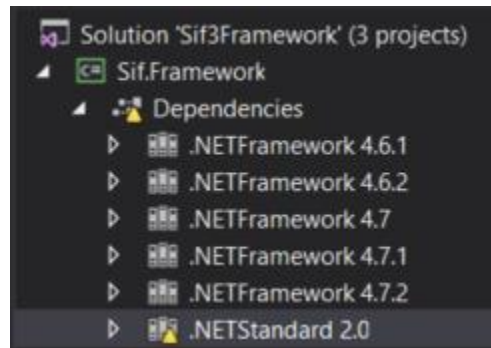 Solution 'Sif3Framework' (3 projects)
C# Sif.Framework
Dependencies
.NETFramework 4.6.1
.NETFramework 4.6.2
.NETFramework 4.7
.NETFramework 4.7.1
.NETFramework 4.7.2
.NETStandard 2.0